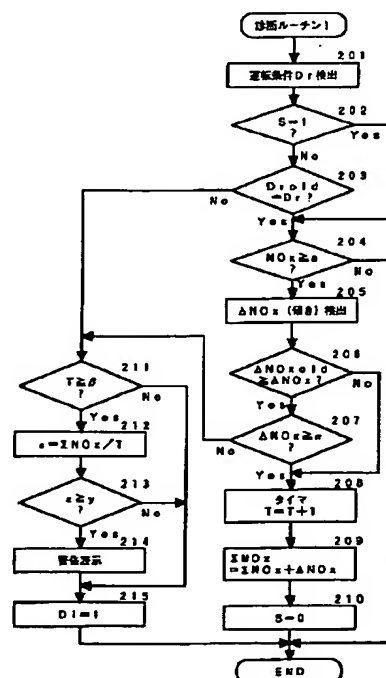 診断ルーチン1
201
運転条件Dr検出
202
S=1
?
Yes
No
203
Drold
=Dr?
No
Yes
204
NOx≧a
?
No
Yes
205
ΔNOx (傾き) 検出
206
ΔNOxold
≧ΔNOx?
No
Yes
207
ΔNOx≧α
?
No
Yes
208
タイマ
T=T+1
209
ΣNOx
=ΣNOx+ΔNOx
210
S=0
211
T≧β
?
No
Yes
212
=ΣNOx/T
213
≧y
?
No
Yes
214
警告表示
215
END